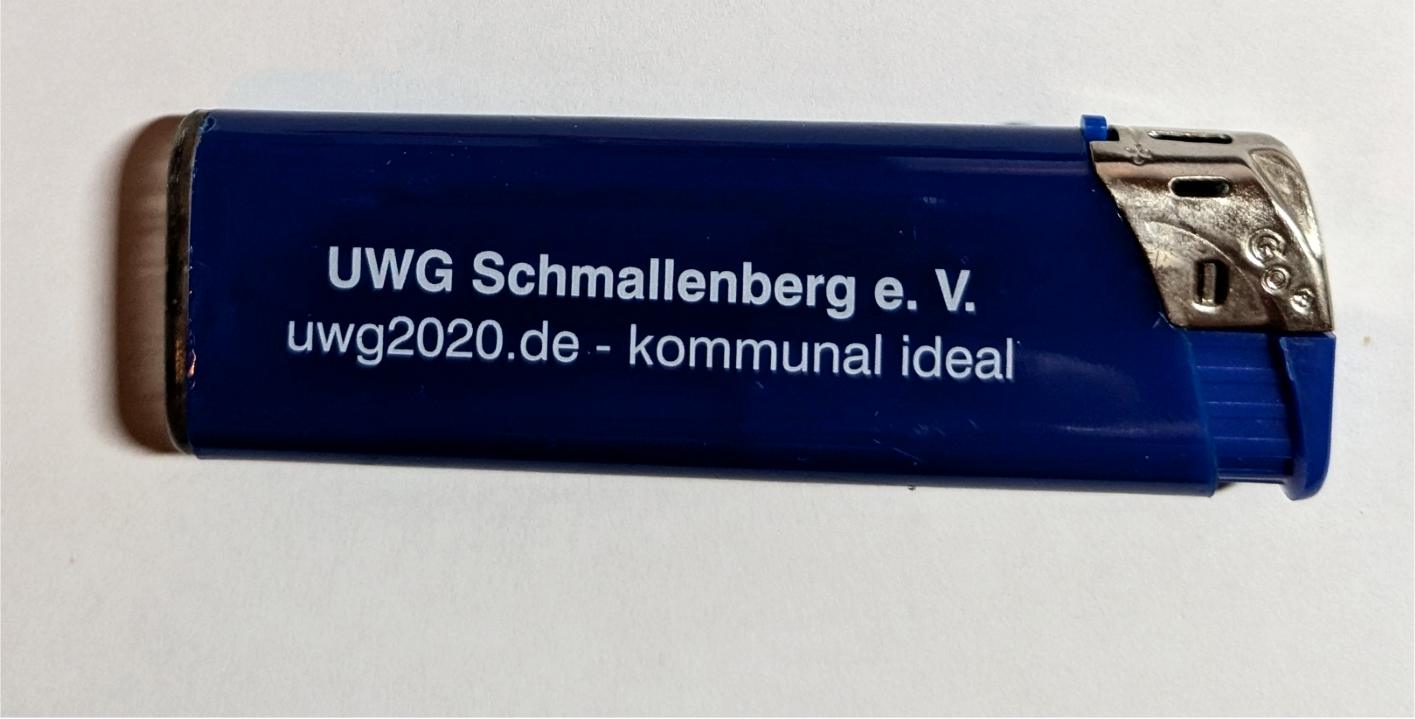 UWG Schmallenberg e. V.
uwg2020.de - kommunal ideal